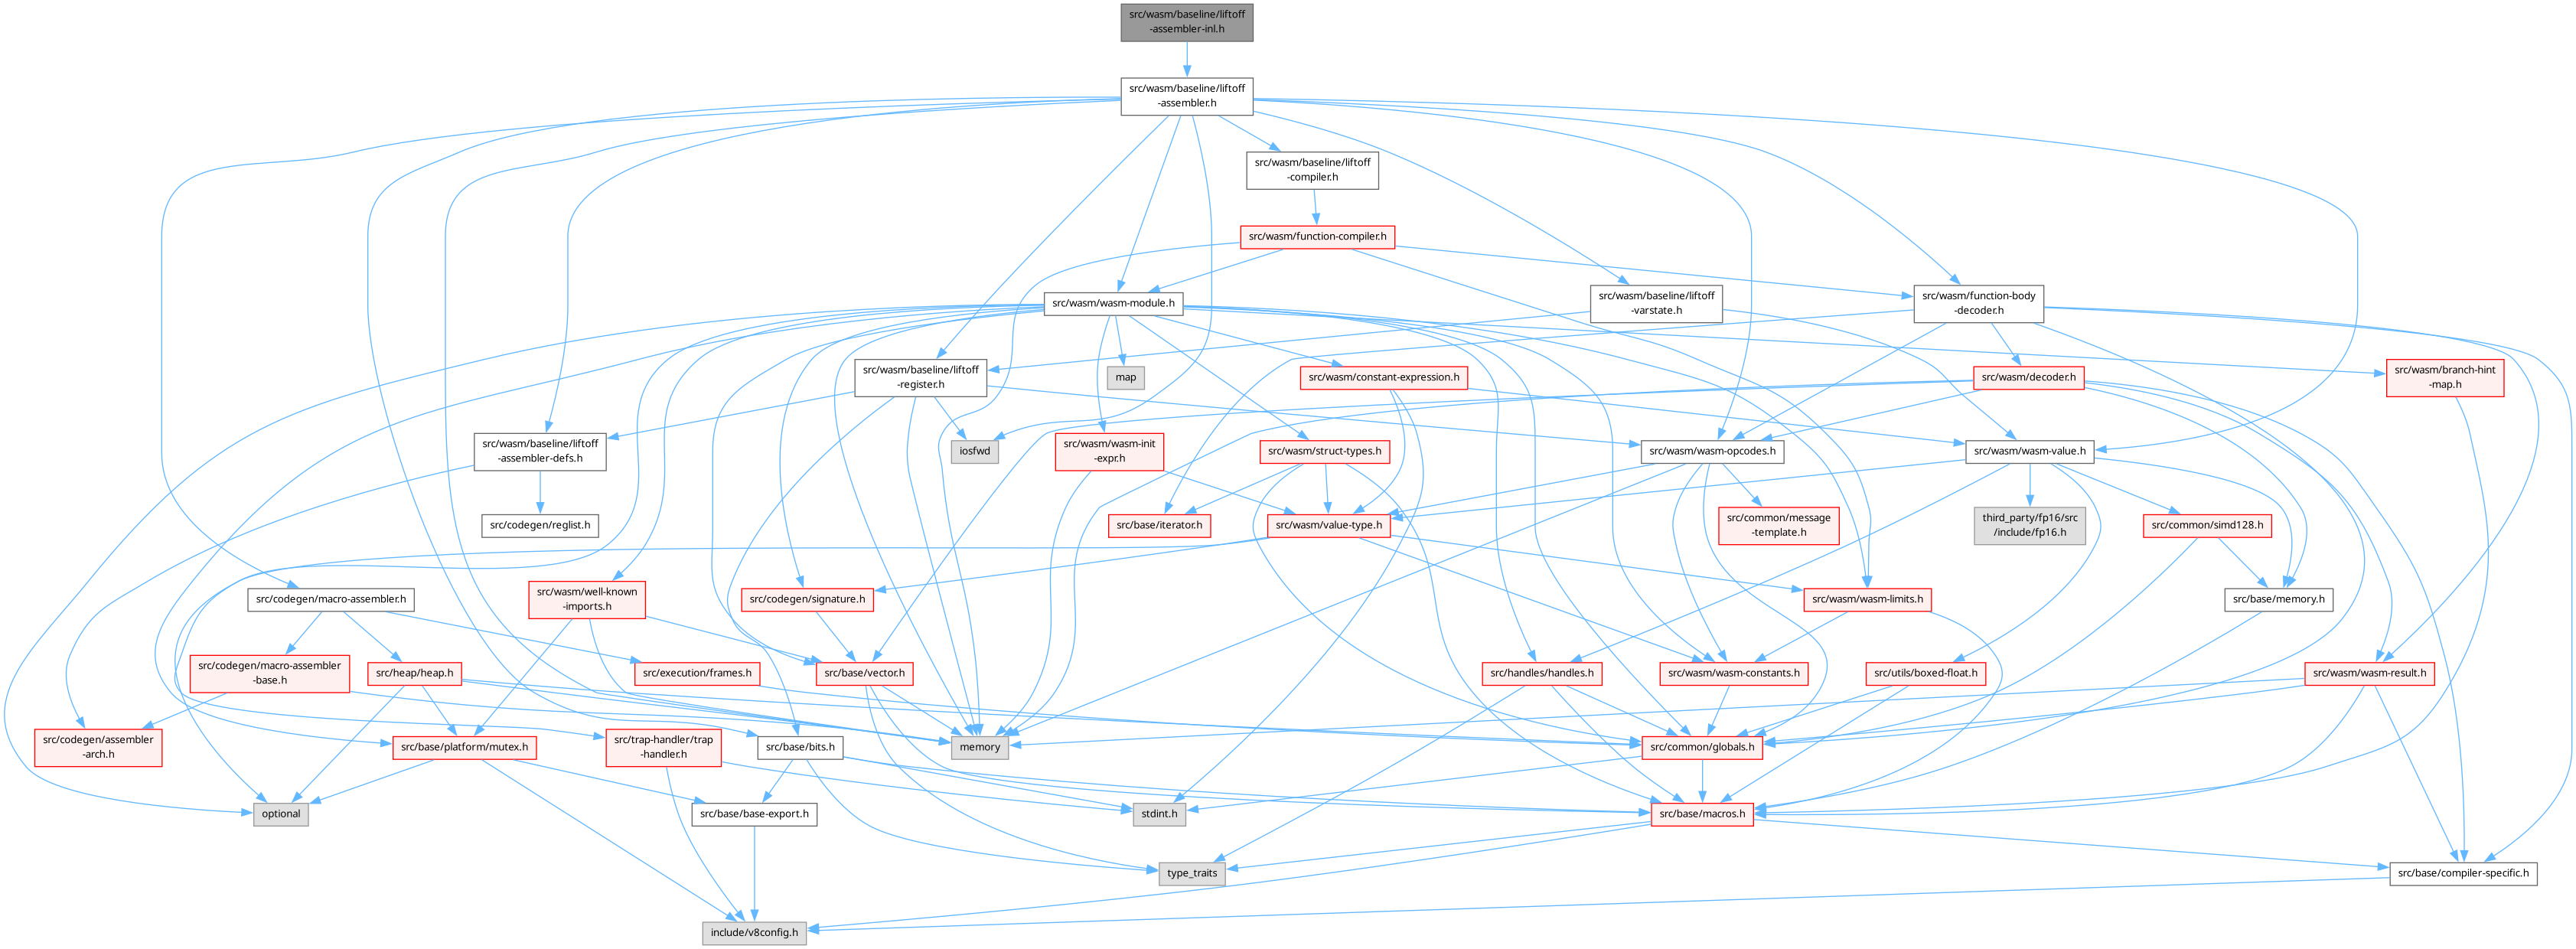 src/wasm/baseline/liftoff
-assembler-inl.h
src/wasm/baseline/liftoff
-assembler.h
src/wasm/baseline/liftoff
-compiler.h
src/wasm/function-compiler.h
src/wasm/wasm-module.h
src/wasm/baseline/liftoff
-varstate.h
src/wasm/function-body
-decoder.h
src/wasm/baseline/liftoff
-register.h
map
src/wasm/constant-expression.h
src/wasm/decoder.h
src/wasm/branch-hint
-map.h
src/wasm/baseline/liftoff
-assembler-defs.h
iosfwd
src/wasm/wasm-init
-expr.h
src/wasm/struct-types.h
src/wasm/wasm-opcodes.h
src/wasm/wasm-value.h
src/codegen/reglist.h
src/base/iterator.h
src/wasm/value-type.h
src/common/message
-template.h
third_party/fp16/src
/include/fp16.h
src/common/simd128.h
src/codegen/macro-assembler.h
src/wasm/well-known
-imports.h
src/codegen/signature.h
src/wasm/wasm-limits.h
src/base/memory.h
src/codegen/macro-assembler
-base.h
src/heap/heap.h
src/execution/frames.h
src/base/vector.h
src/handles/handles.h
src/wasm/wasm-constants.h
src/utils/boxed-float.h
src/wasm/wasm-result.h
src/codegen/assembler
-arch.h
src/base/platform/mutex.h
src/trap-handler/trap
-handler.h
src/base/bits.h
memory
src/common/globals.h
optional
src/base/base-export.h
stdint.h
src/base/macros.h
type_traits
src/base/compiler-specific.h
include/v8config.h